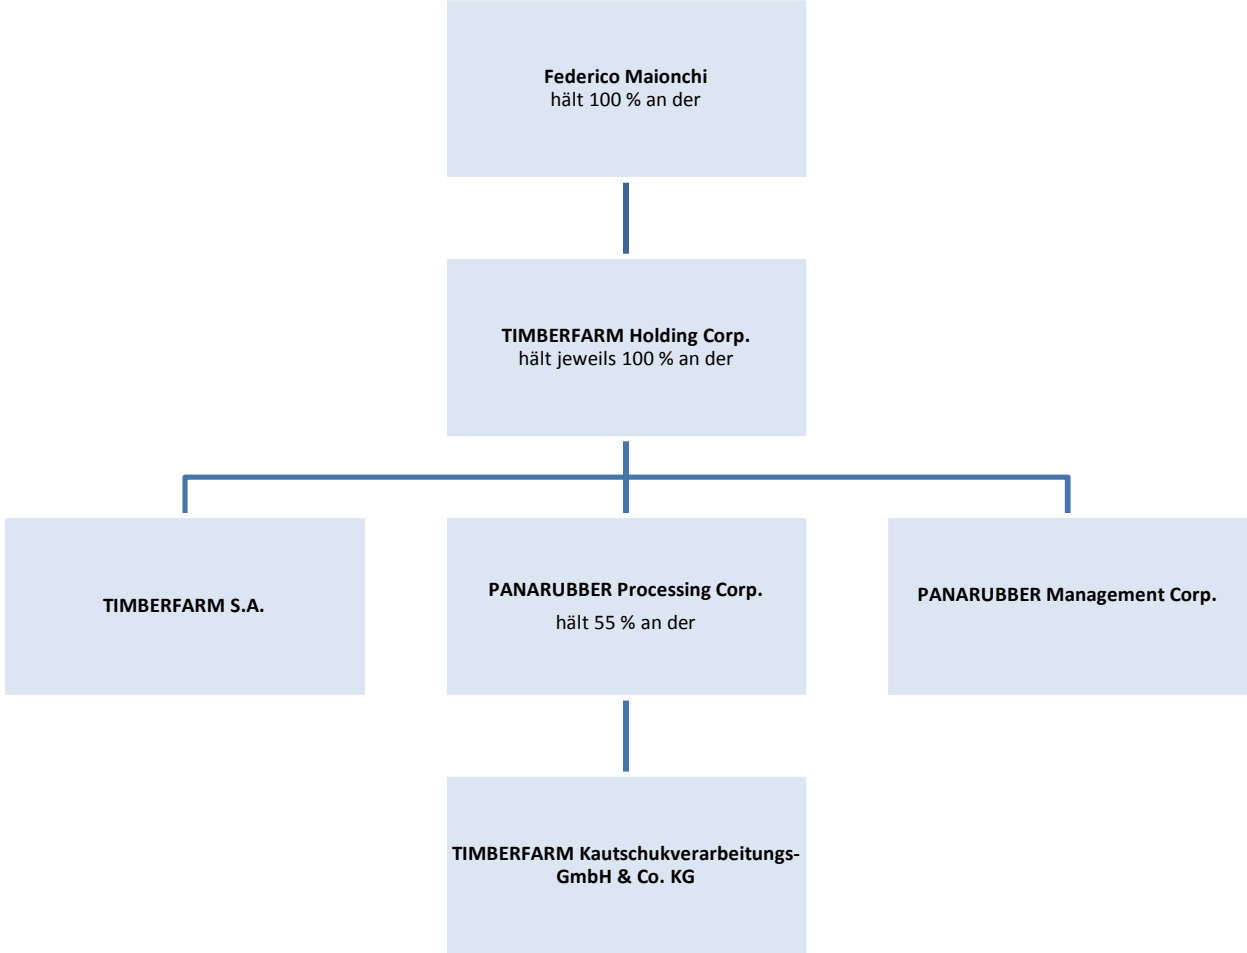 Federico Maionchi
hält 100 % an der
TIMBERFARM Holding Corp.
hält jeweils 100 % an der
TIMBERFARM S.A.
PANARUBBER Processing Corp.
hält 55 % an der
PANARUBBER Management Corp.
TIMBERFARM Kautschukverarbeitungs-
GmbH & Co. KG